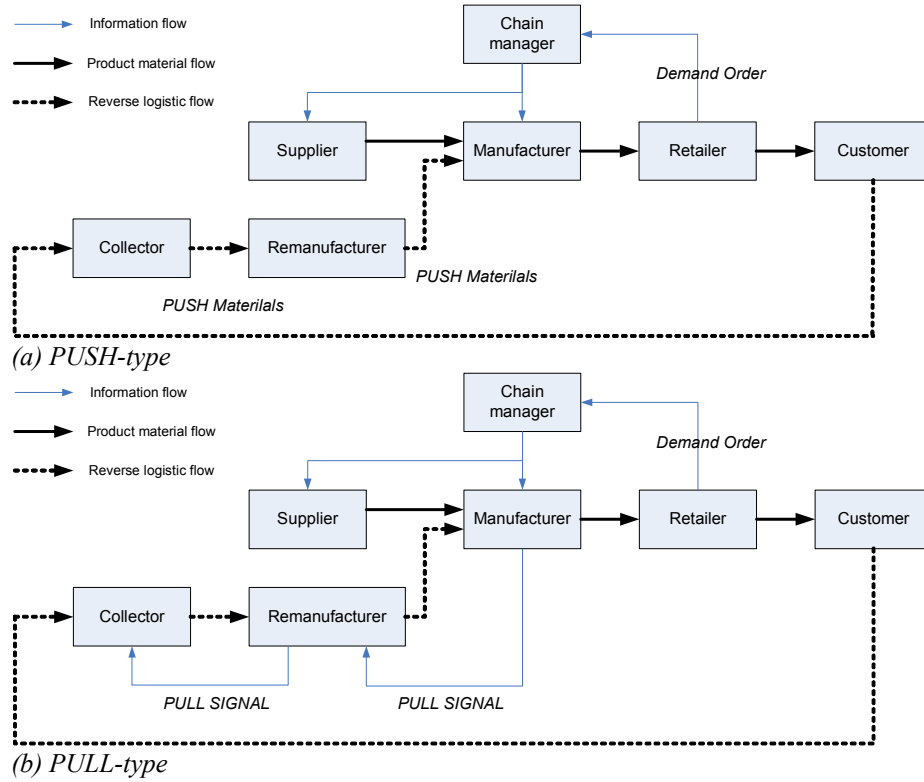 Information flow
Product material flow
Reverse logistic flow
Chain
manager
Demand Order
Supplier
Manufacturer
Retailer
Customer
Collector
Remanufacturer
PUSH Materilals
PUSH Materilals
(a) PUSH-type
Information flow
Product material flow
Reverse logistic flow
Chain
manager
Demand Order
Supplier
Manufacturer
Retailer
Customer
Collector
Remanufacturer
PULL SIGNAL
PULL SIGNAL
(b) PULL-type